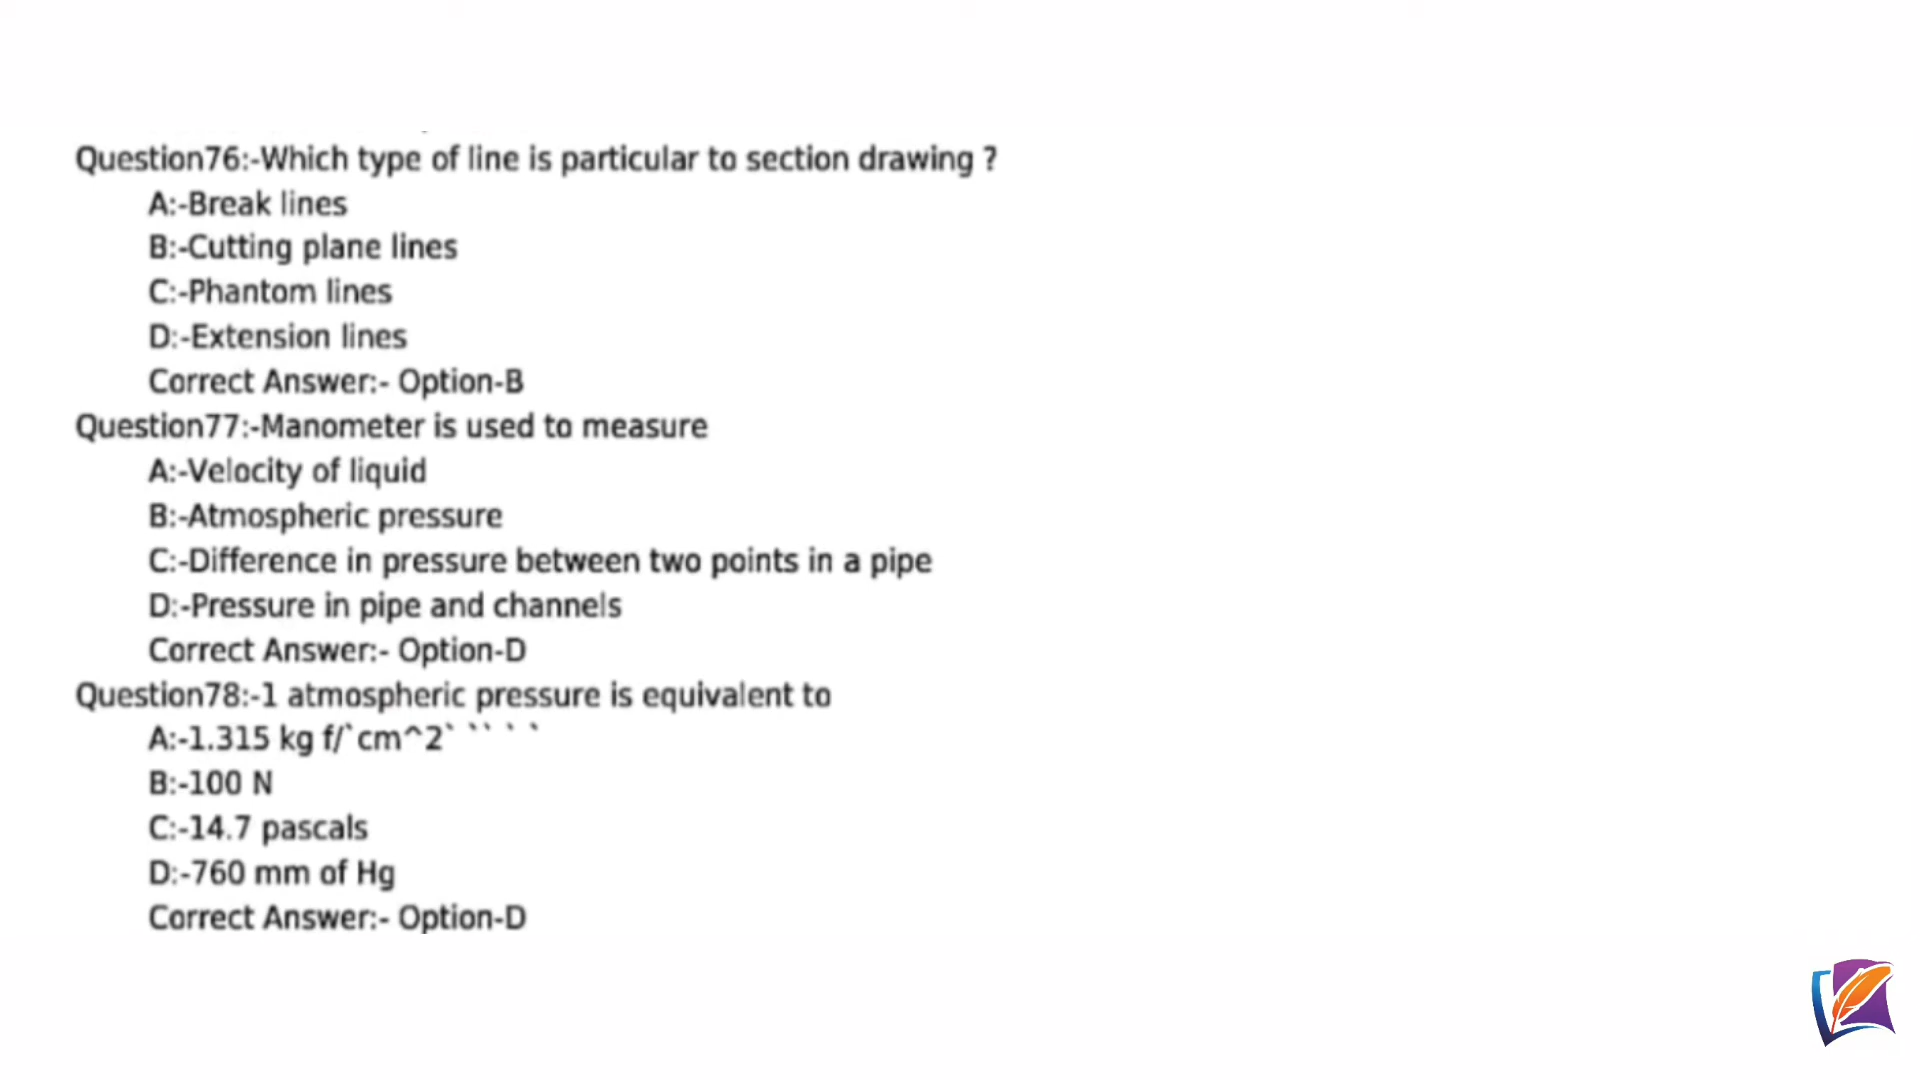 Question76:-Which type of line is particular to section drawing ?
A:-Break lines
B:-Cutting plane lines
C:-Phantom lines
D:-Extension lines
Correct Answer:- Option-B
Question77:-Manometer is used to measure
A:-Velocity of liquid
B:-Atmospheric pressure
C:-Difference in pressure between two points in a pipe
D:-Pressure in pipe and channels
Correct Answer:- Option-D
Question78:-1 atmospheric pressure is equivalent to
A:-1.315 kg f/`cm^2` `` ` `
B:-100 N
C:-14.7 pascals
D:-760 mm of Hg
Correct Answer:- Option-D